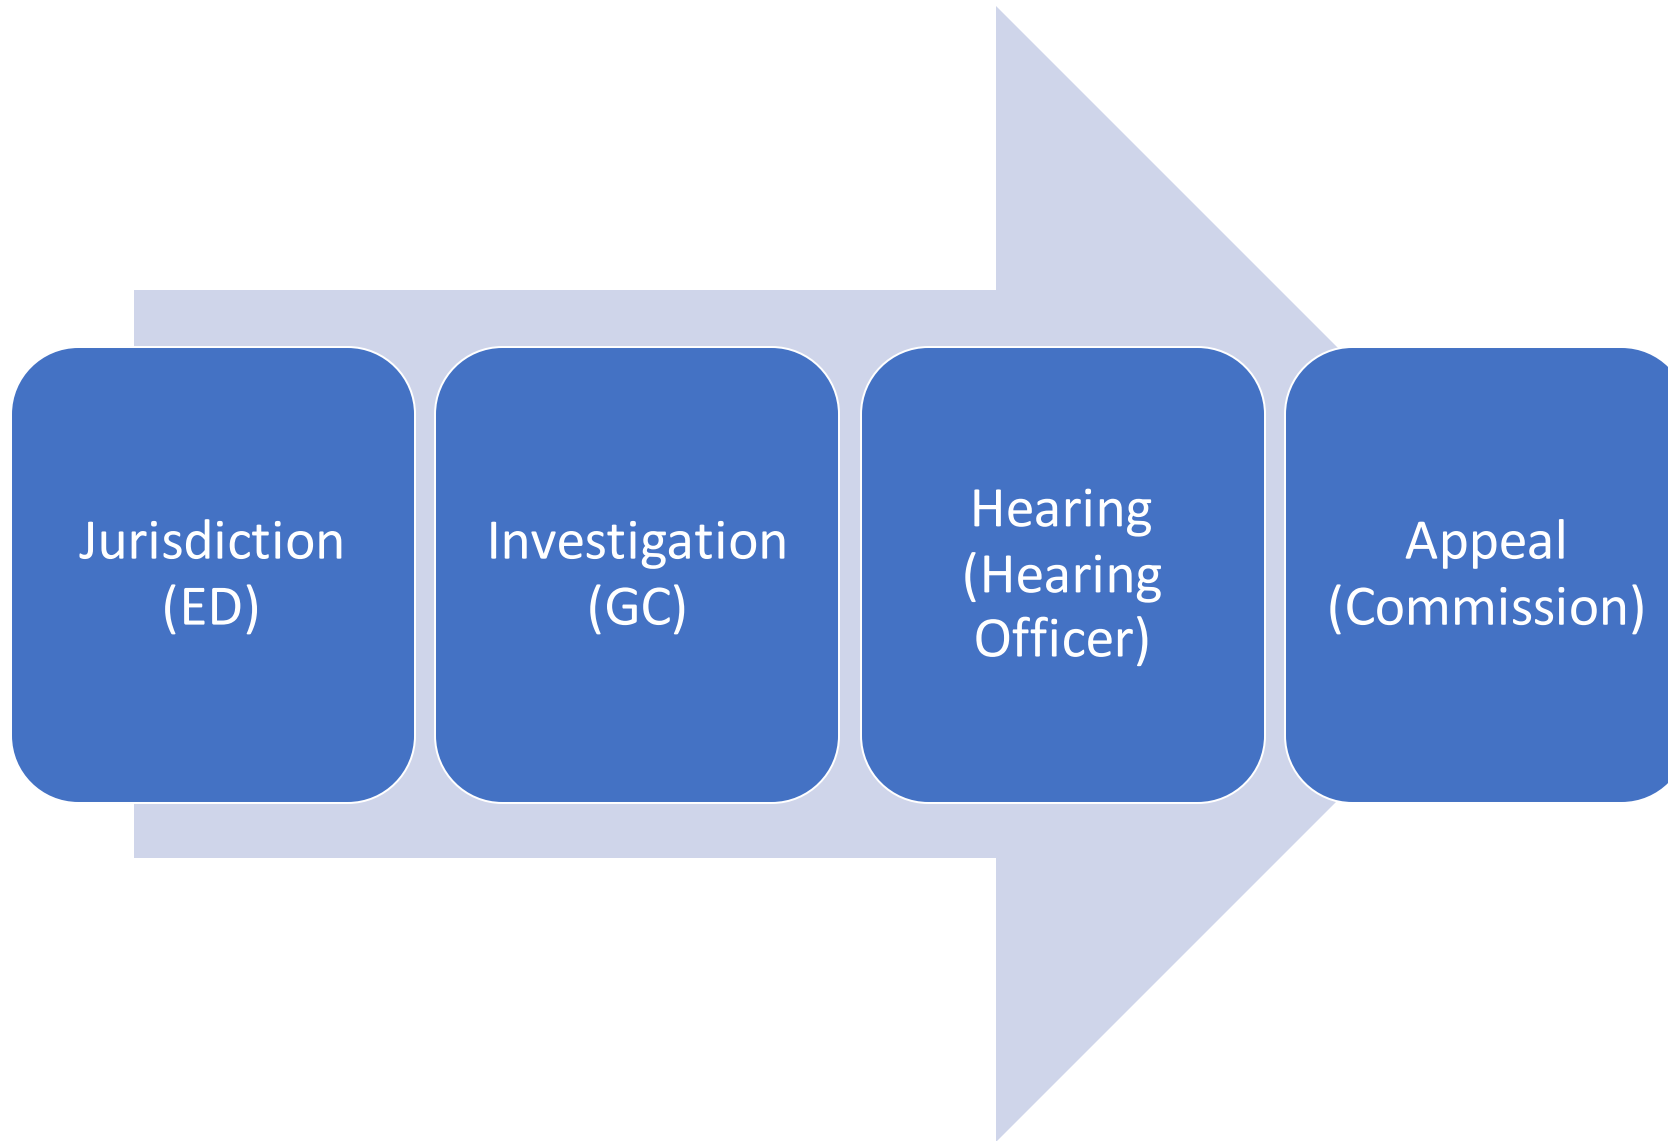 Jurisdiction
(ED)
Investigation
(GC)
Hearing
(Hearing
Officer)
Appeal
(Commission)